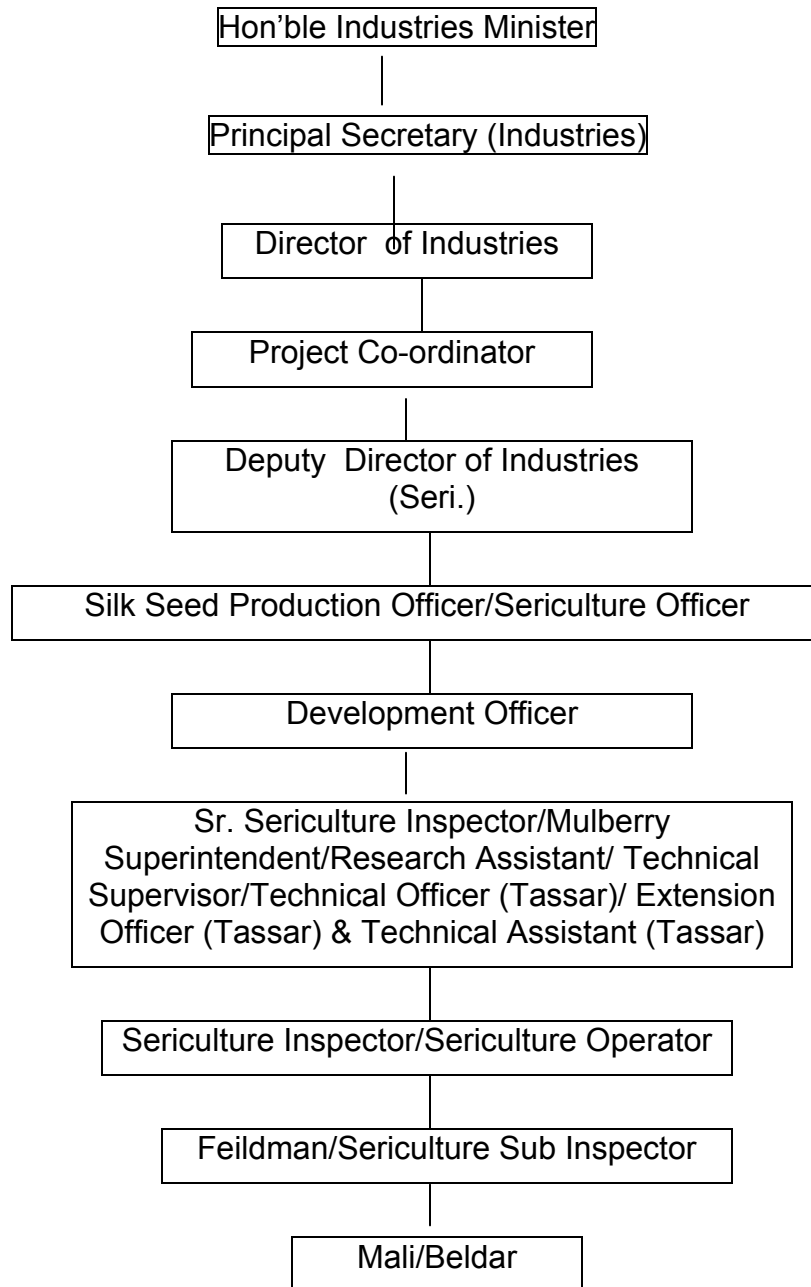 Hon’ble Industries Minister
Principal Secretary (Industries)
Director  of Industries
Project Co-ordinator
Deputy  Director of Industries
(Seri.)
Silk Seed Production Officer/Sericulture Officer
Development Officer
Sr. Sericulture Inspector/Mulberry
Superintendent/Research Assistant/ Technical
Supervisor/Technical Officer (Tassar)/ Extension
Officer (Tassar) & Technical Assistant (Tassar)
Sericulture Inspector/Sericulture Operator
Feildman/Sericulture Sub Inspector
Mali/Beldar